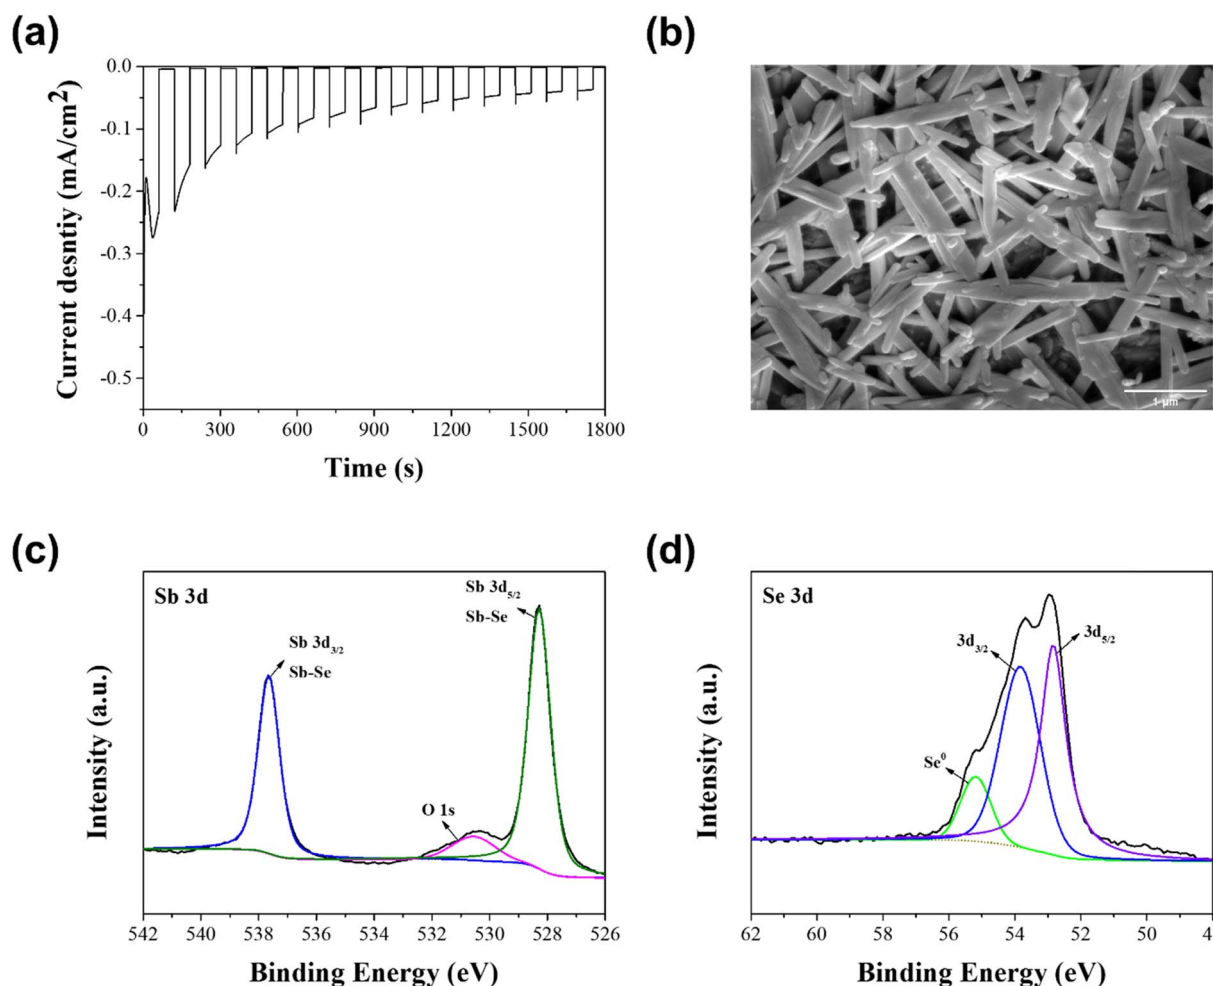 (a)
0.0
-0.1
-0.2
-0.3
-0.4
-0.5
Current desntiy (mA/cm²)
0 300 600 900 1200 1500 1800
Time (s)
(b)
1 µm
(c)
Sb 3d
Sb 3d₃/₂
Sb-Se
O 1s
Sb 3d₅/₂
Sb-Se
Intensity (a.u.)
542 540 538 536 534 532 530 528 526
Binding Energy (eV)
(d)
Se 3d
Se⁰
3d₃/₂
3d₅/₂
Intensity (a.u.)
62 60 58 56 54 52 50 48
Binding Energy (eV)